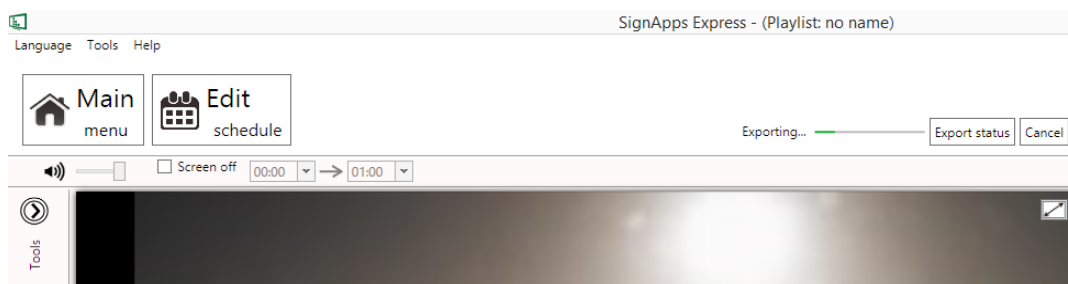 SignApps Express - (Playlist: no name)
Language Tools Help
Main menu
Edit schedule
Exporting...
Export status
Cancel
Screen off
00:00
01:00
Tools